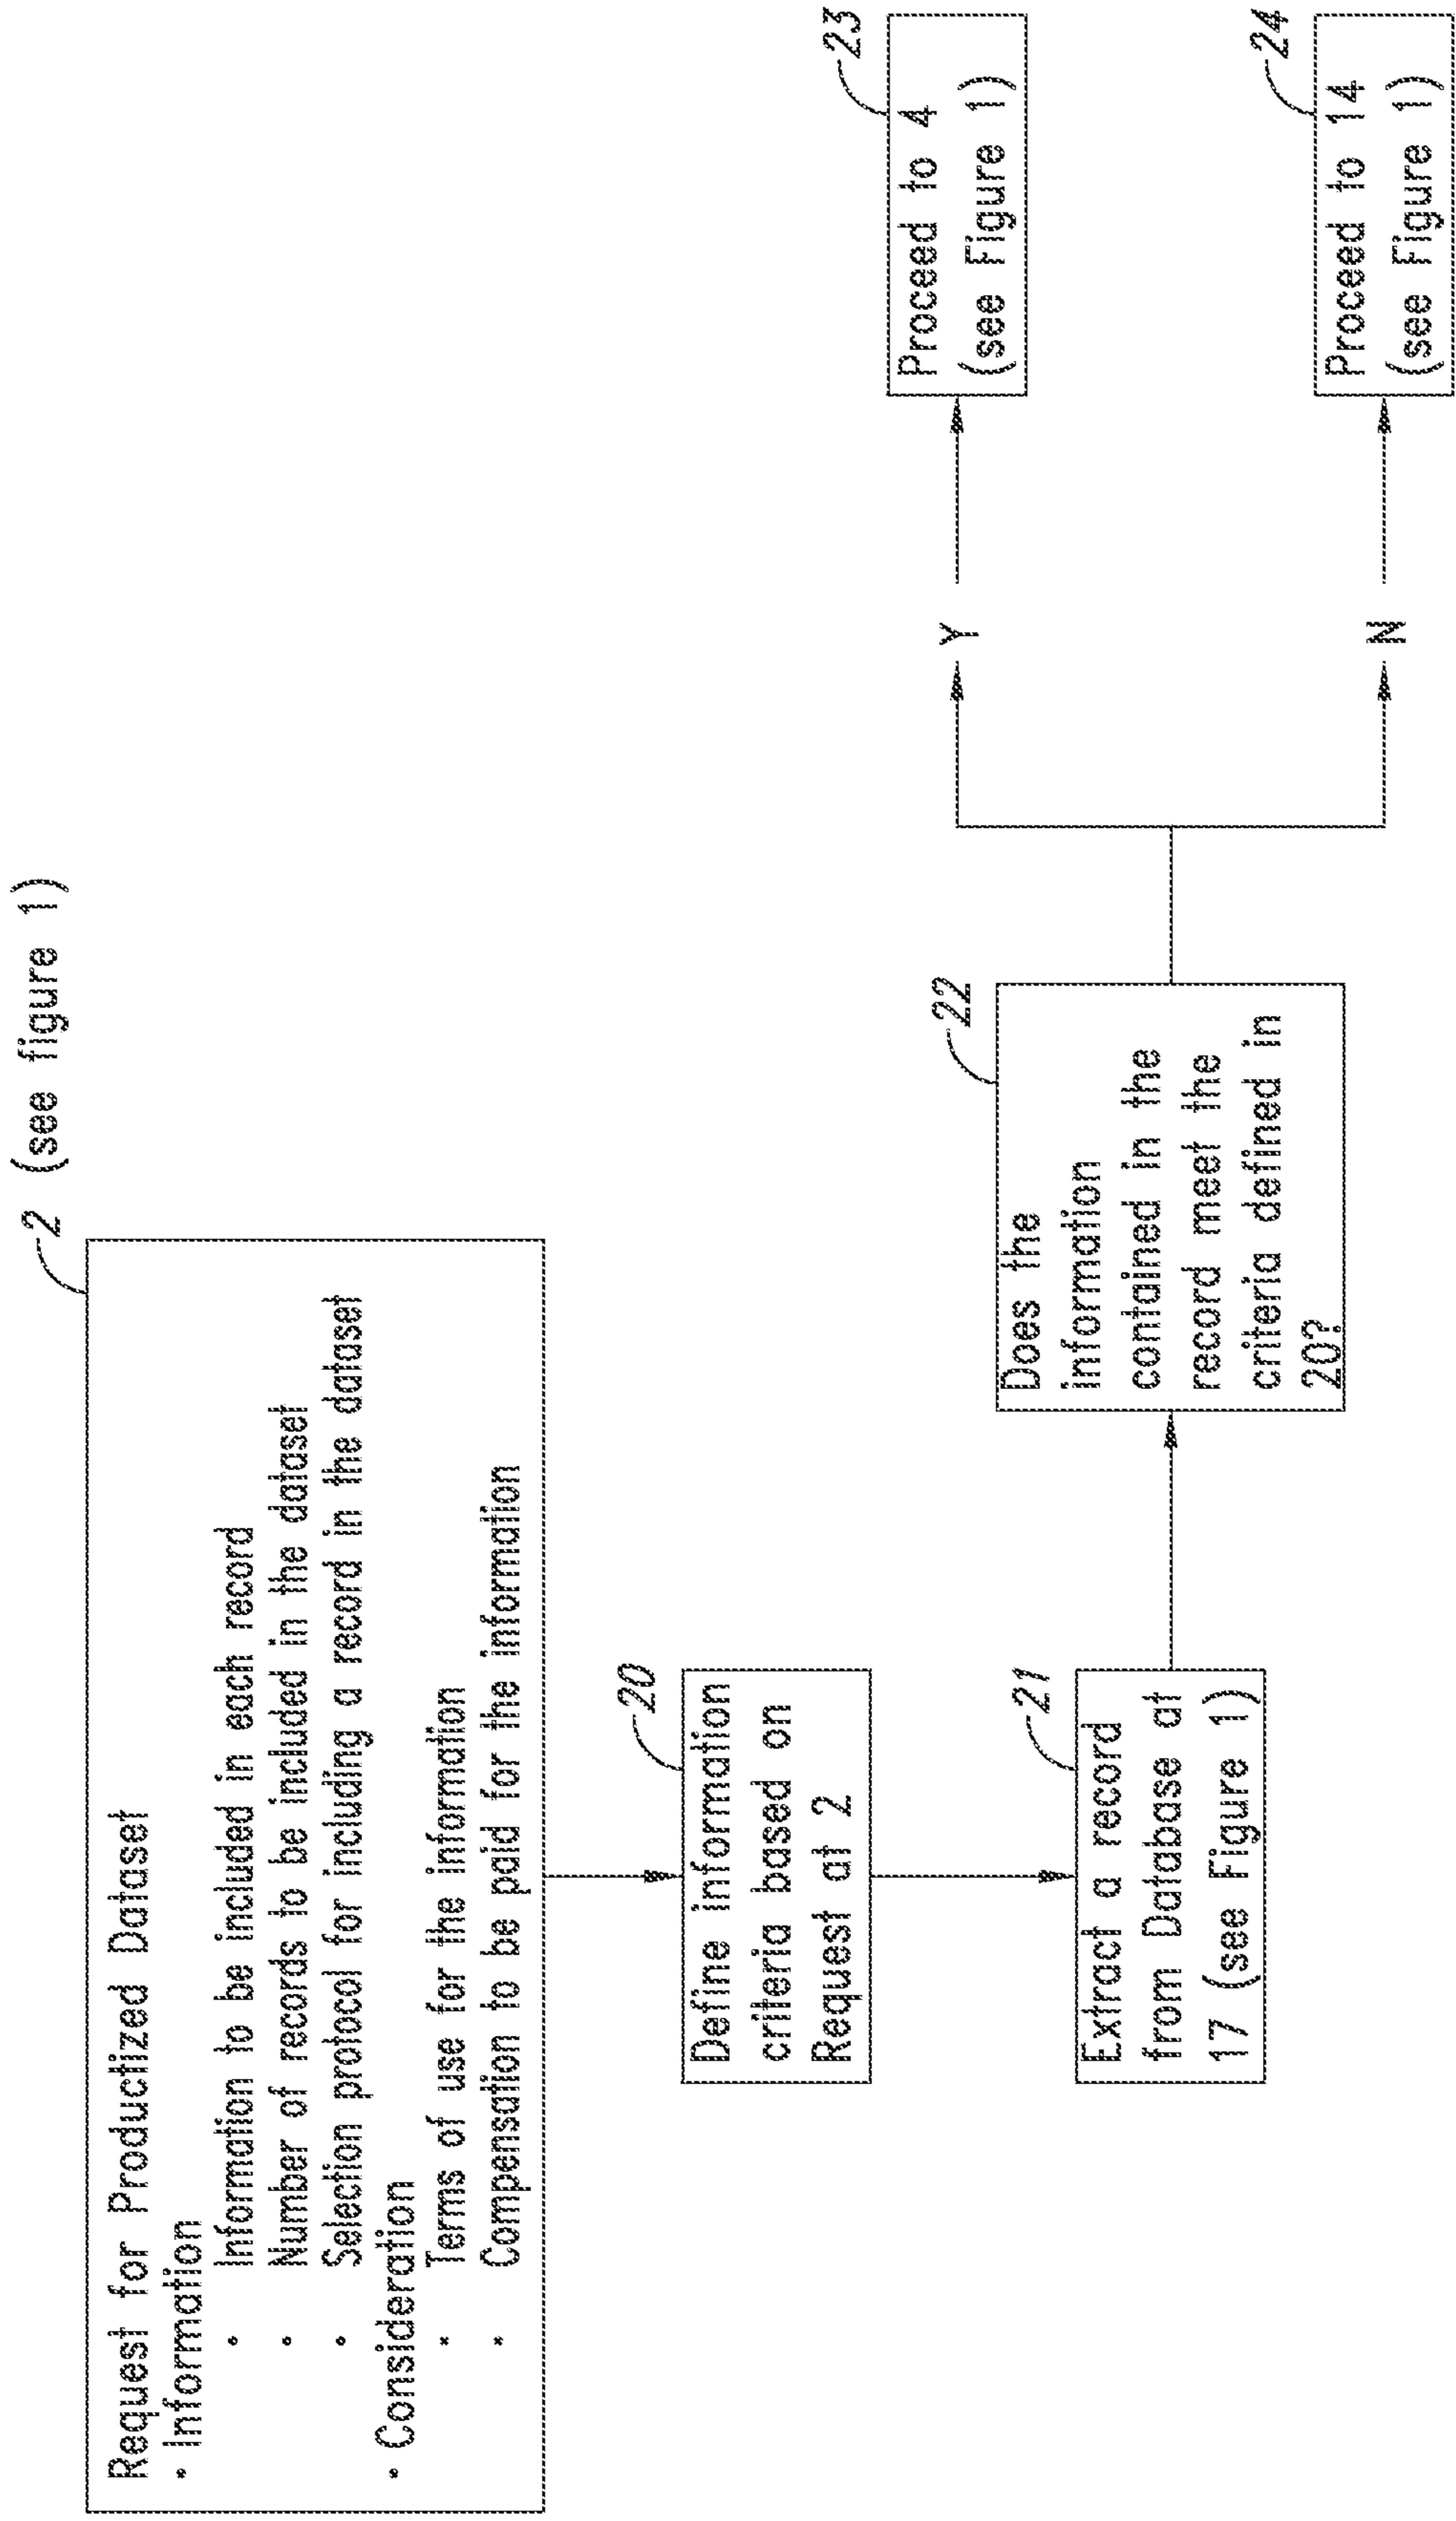 2 (see figure 1)
Request for Productized Dataset
• Information
• Information to be included in each record
• Number of records to be included in the dataset
• Selection protocol for including a record in the dataset
• Consideration
• Terms of use for the information
• Compensation to be paid for the information
20
Define information
criteria based on
Request at 2
21
Extract a record
from Database at
17 (see Figure 1)
22
Does the
information
contained in the
record meet the
criteria defined in
20?
Y
23
Proceed to 4
(see Figure 1)
N
24
Proceed to 14
(see Figure 1)